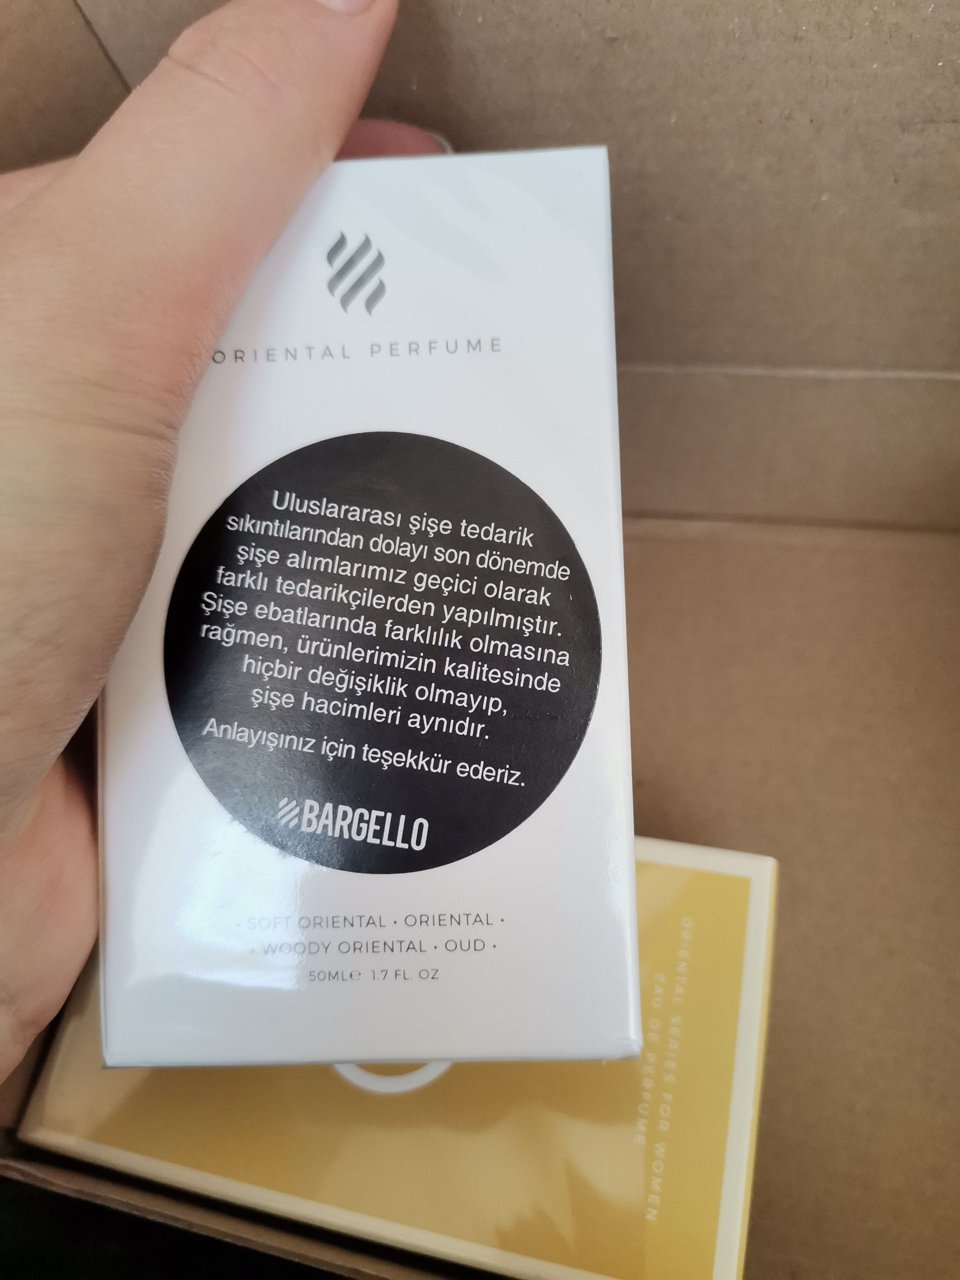 ORIENTAL PERFUME
Uluslararası şişe tedarik
sıkıntılarından dolayı son dönemde
şişe alımlarımız geçici olarak
farklı tedarikçilerden yapılmıştır.
Şişe ebatlarında farklılık olmasına
rağmen, ürünlerimizin kalitesinde
hiçbir değişiklik olmayıp,
şişe hacimleri aynıdır.
Anlayışınız için teşekkür ederiz.
BARGELLO
• SOFT ORIENTAL • ORIENTAL •
• WOODY ORIENTAL • OUD •
50ML℮ 1.7 FL. OZ
ORIENTAL SERIES FOR WOMEN
EAU DE PERFUME